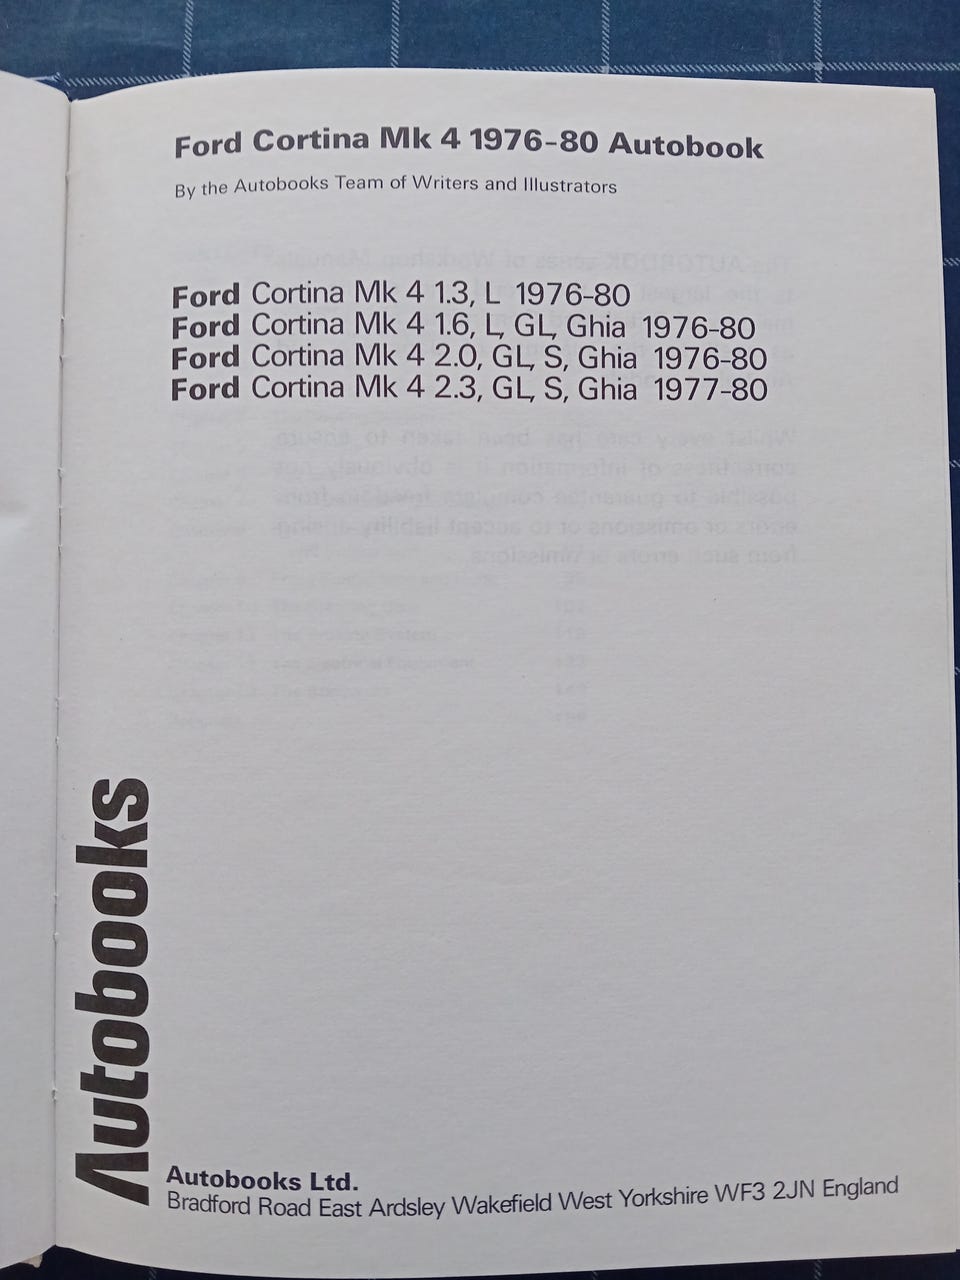 Ford Cortina Mk 4 1976-80 Autobook
By the Autobooks Team of Writers and Illustrators
Ford Cortina Mk 4 1.3, L 1976-80
Ford Cortina Mk 4 1.6, L, GL, Ghia 1976-80
Ford Cortina Mk 4 2.0, GL, S, Ghia 1976-80
Ford Cortina Mk 4 2.3, GL, S, Ghia 1977-80
Autobooks
Autobooks Ltd.
Bradford Road East Ardsley Wakefield West Yorkshire WF3 2JN England